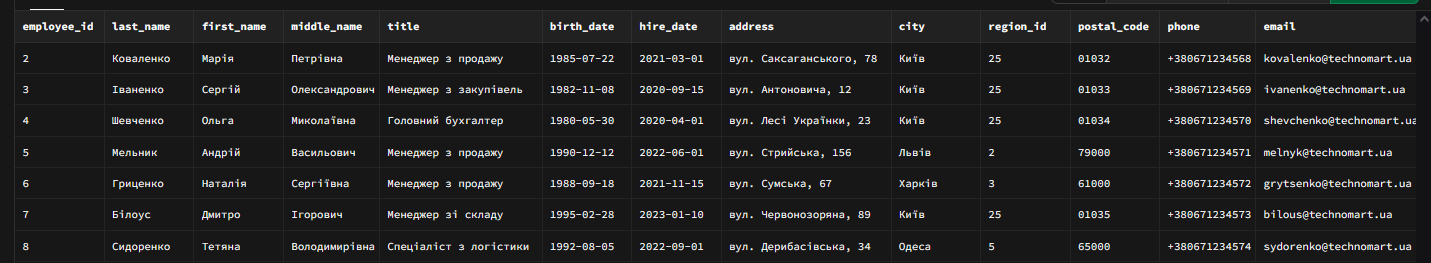 employee_id last_name first_name middle_name title birth_date hire_date address city region_id postal_code phone email
2 Коваленко Марія Петрівна Менеджер з продажу 1985-07-22 2021-03-01 вул. Саксаганського, 78 Київ 25 01032 +380671234568 kovalenko@technomart.ua
3 Іваненко Сергій Олександрович Менеджер з закупівель 1982-11-08 2020-09-15 вул. Антоновича, 12 Київ 25 01033 +380671234569 ivanenko@technomart.ua
4 Шевченко Ольга Миколаївна Головний бухгалтер 1980-05-30 2020-04-01 вул. Лесі Українки, 23 Київ 25 01034 +380671234570 shevchenko@technomart.ua
5 Мельник Андрій Васильович Менеджер з продажу 1990-12-12 2022-06-01 вул. Стрийська, 156 Львів 2 79000 +380671234571 melnyk@technomart.ua
6 Гриценко Наталія Сергіївна Менеджер з продажу 1988-09-18 2021-11-15 вул. Сумська, 67 Харків 3 61000 +380671234572 grytsenko@technomart.ua
7 Білоус Дмитро Ігорович Менеджер зі складу 1995-02-28 2023-01-10 вул. Червонозоряна, 89 Київ 25 01035 +380671234573 bilous@technomart.ua
8 Сидоренко Тетяна Володимирівна Спеціаліст з логістики 1992-08-05 2022-09-01 вул. Дерибасівська, 34 Одеса 5 65000 +380671234574 sydorenko@technomart.ua